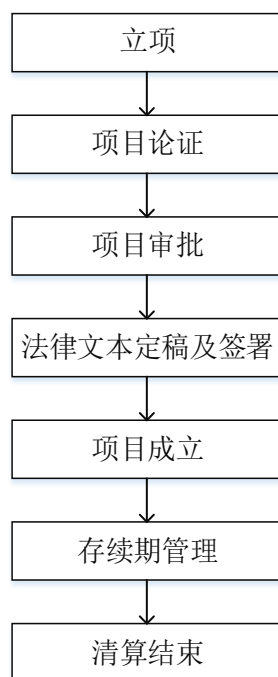 立项
项目论证
项目审批
法律文本定稿及签署
项目成立
存续期管理
清算结束